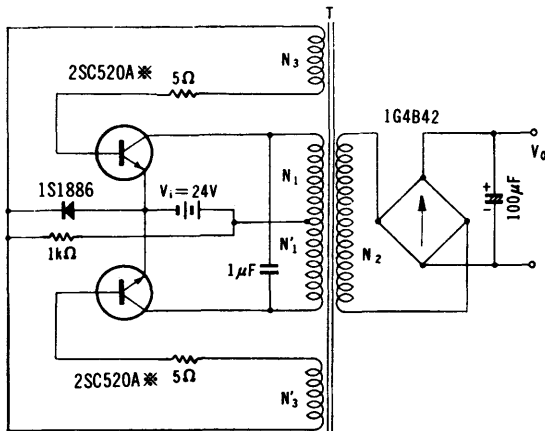 T
N3
2SC520A※
5Ω
1G4B42
N1
Vo
1S1886
Vi=24V
+
-
100μF
1kΩ
N'1
1μF
N2
2SC520A※
5Ω
N'3